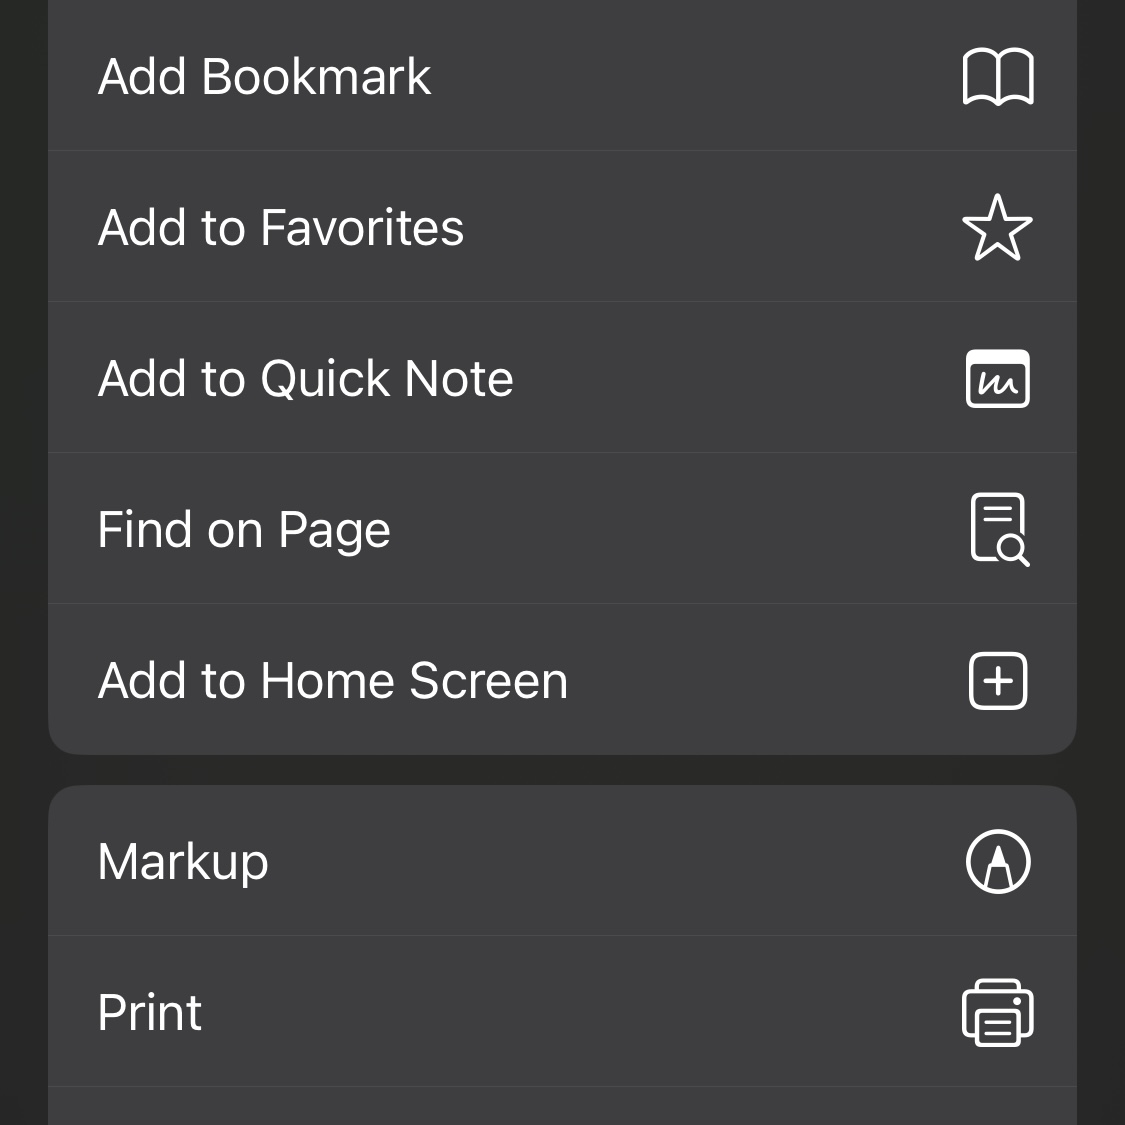 Add Bookmark
Add to Favorites
Add to Quick Note
Find on Page
Add to Home Screen
Markup
Print